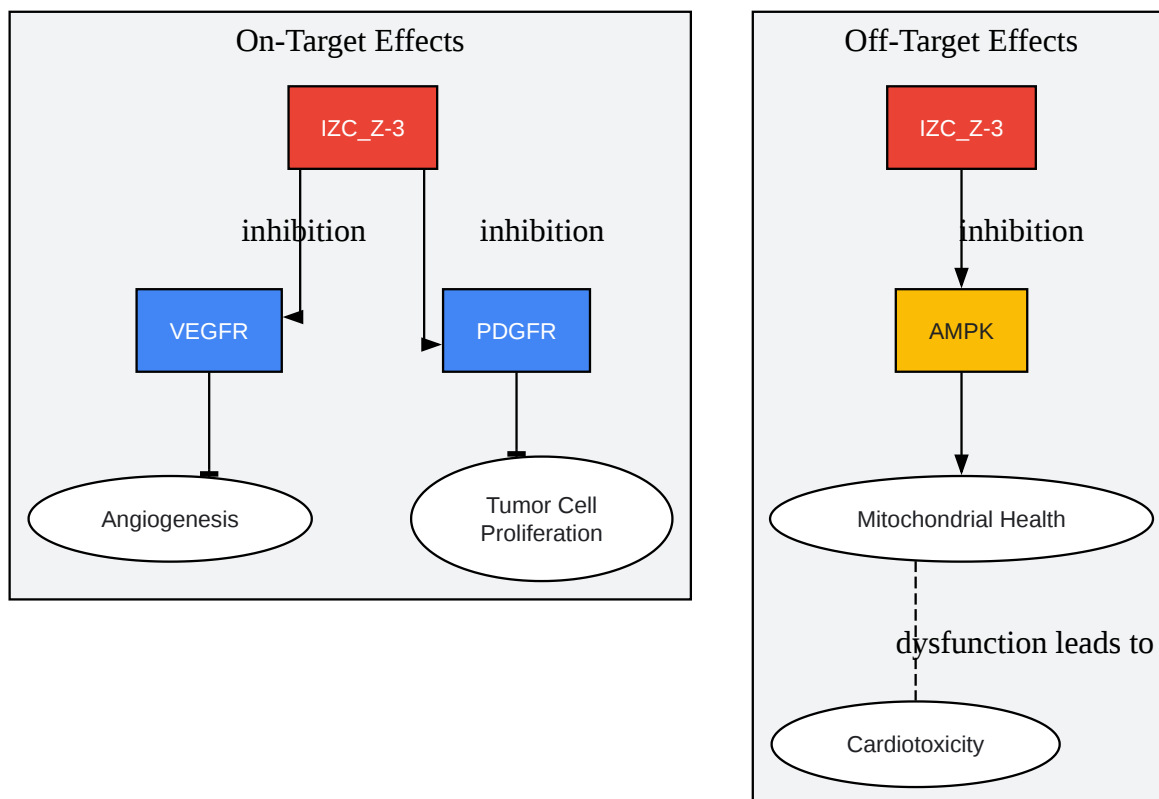 On-Target Effects
IZC_Z-3
inhibition
inhibition
VEGFR
PDGFR
Angiogenesis
Tumor Cell
Proliferation
Off-Target Effects
IZC_Z-3
inhibition
AMPK
Mitochondrial Health
dysfunction leads to
Cardiotoxicity